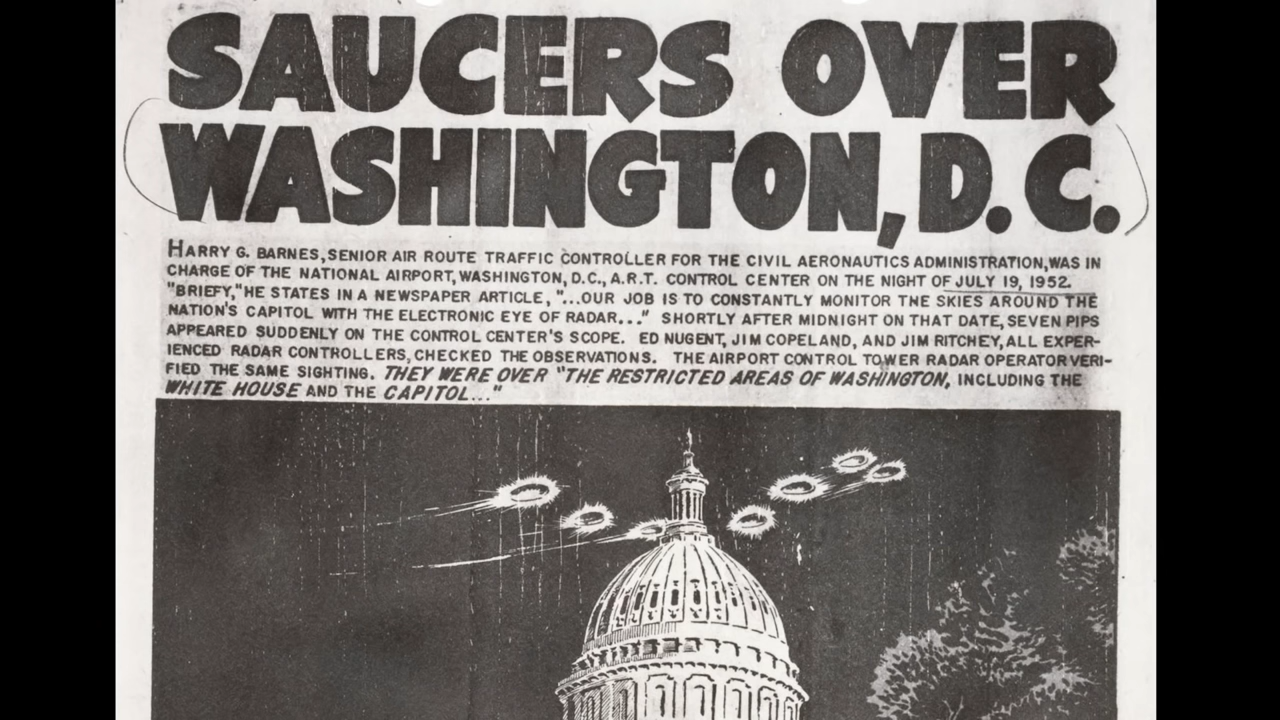 SAUCERS OVER
WASHINGTON, D. C.
HARRY G. BARNES, SENIOR AIR ROUTE TRAFFIC CONTROLLER FOR THE CIVIL AERONAUTICS ADMINISTRATION, WAS IN
CHARGE OF THE NATIONAL AIRPORT, WASHINGTON, D.C., A.R.T. CONTROL CENTER ON THE NIGHT OF JULY 19, 1952.
"BRIEFY," HE STATES IN A NEWSPAPER ARTICLE, "...OUR JOB IS TO CONSTANTLY MONITOR THE SKIES AROUND THE
NATION'S CAPITOL WITH THE ELECTRONIC EYE OF RADAR..." SHORTLY AFTER MIDNIGHT ON THAT DATE, SEVEN PIPS
APPEARED SUDDENLY ON THE CONTROL CENTER'S SCOPE. ED NUGENT, JIM COPELAND, AND JIM RITCHEY, ALL EXPER-
IENCED RADAR CONTROLLERS, CHECKED THE OBSERVATIONS. THE AIRPORT CONTROL TOWER RADAR OPERATOR VERI-
FIED THE SAME SIGHTING. THEY WERE OVER "THE RESTRICTED AREAS OF WASHINGTON, INCLUDING THE
WHITE HOUSE AND THE CAPITOL..."